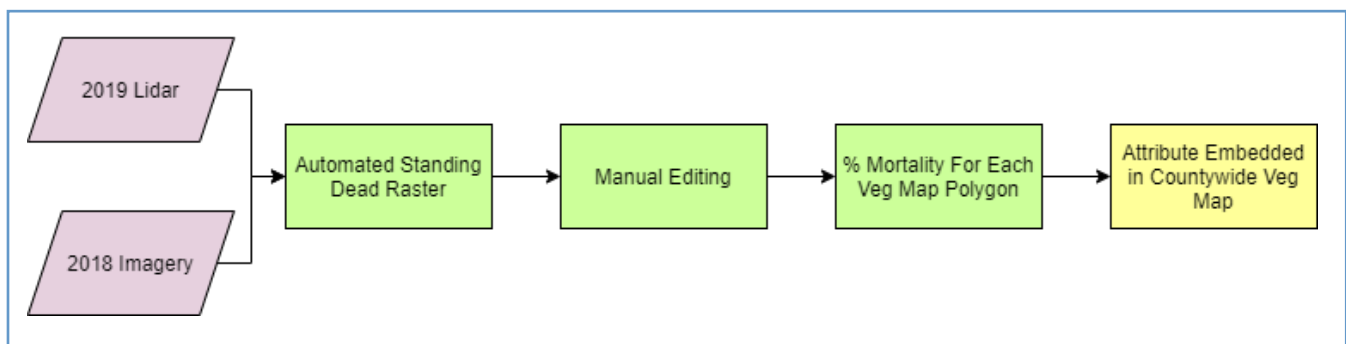 2019 Lidar
2018 Imagery
Automated Standing
Dead Raster
Manual Editing
% Mortality For Each
Veg Map Polygon
Attribute Embedded
in Countywide Veg
Map